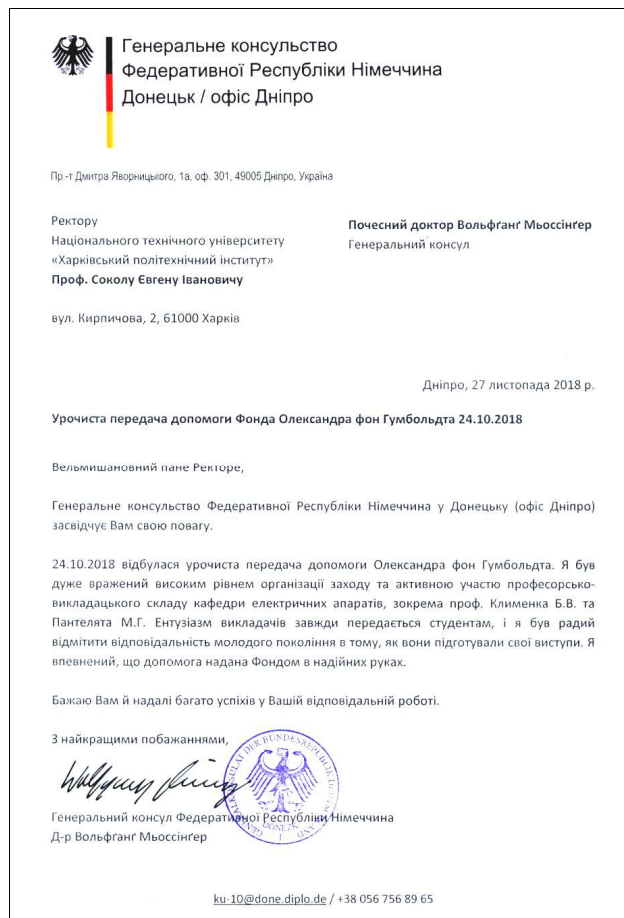 Генеральне консульство
Федеративної Республіки Німеччина
Донецьк / офіс Дніпро
Пр.-т Дмитра Яворницького, 1а, оф. 301, 49005 Дніпро, Україна
Ректору
Національного технічного університету
«Харківський політехнічний інститут»
Проф. Соколу Євгену Івановичу
вул. Кирпичова, 2, 61000 Харків
Почесний доктор Вольфґанґ Мьоссінґер
Генеральний консул
Дніпро, 27 листопада 2018 р.
Урочиста передача допомоги Фонда Олександра фон Гумбольдта 24.10.2018
Вельмишановний пане Ректоре,
Генеральне консульство Федеративної Республіки Німеччина у Донецьку (офіс Дніпро)
засвідчує Вам свою повагу.
24.10.2018 відбулася урочиста передача допомоги Олександра фон Гумбольдта. Я був
дуже вражений високим рівнем організації заходу та активною участю професорсько-
викладацького складу кафедри електричних апаратів, зокрема проф. Клименка Б.В. та
Пантелята М.Г. Ентузіазм викладачів завжди передається студентам, і я був радий
відмітити відповідальність молодого покоління в тому, як вони підготували свої виступи. Я
впевнений, що допомога надана Фондом в надійних руках.
Бажаю Вам й надалі багато успіхів у Вашій відповідальній роботі.
З найкращими побажаннями,
GENERALKONSULAT DER BUNDESREPUBLIK DEUTSCHLAND
DONEZK
1
Генеральний консул Федеративної Республіки Німеччини
Д-р Вольфґанґ Мьоссінґер
ku-10@done.diplo.de / +38 056 756 89 65